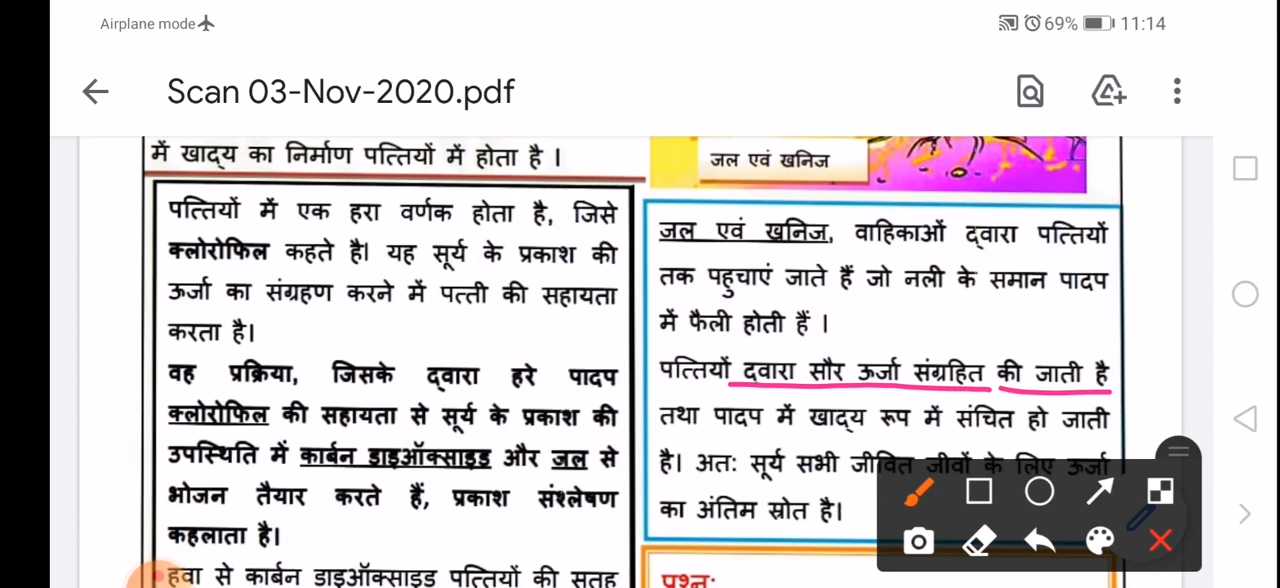 Airplane mode
69% 11:14
Scan 03-Nov-2020.pdf
में खाद्य का निर्माण पत्तियों में होता है ।
पत्तियों में एक हरा वर्णक होता है, जिसे
क्लोरोफिल कहते है। यह सूर्य के प्रकाश की
ऊर्जा का संग्रहण करने में पत्ती की सहायता
करता है।
वह प्रक्रिया, जिसके द्वारा हरे पादप
क्लोरोफिल की सहायता से सूर्य के प्रकाश की
उपस्थिति में कार्बन डाइऑक्साइड और जल से
भोजन तैयार करते हैं, प्रकाश संश्लेषण
कहलाता है।
हवा से कार्बन डाइऑक्साइड पत्तियों की सतह
जल एवं खनिज
जल एवं खनिज, वाहिकाओं द्वारा पत्तियों
तक पहुचाएं जाते हैं जो नली के समान पादप
में फैली होती हैं ।
पत्तियों द्वारा सौर ऊर्जा संग्रहित की जाती है
तथा पादप में खाद्य रूप में संचित हो जाती
है। अत: सूर्य सभी जीवित जीवों के लिए ऊर्जा
का अंतिम स्रोत है।
प्रश्न: